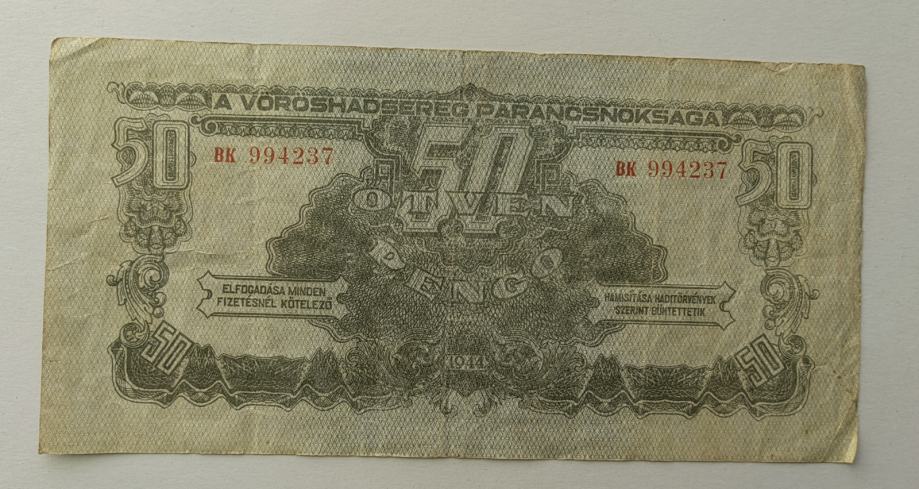 A VÖRÖSHADSEREG PARANCSNOKSÁGA
50 50 50
BK 994237 BK 994237
ÖTVEN
PENGŐ
ELFOGADÁSA MINDEN
FIZETÉSNÉL KÖTELEZŐ
HAMISÍTÁSA HADITÖRVÉNYEK
SZERINT BÜNTETTETIK
50 1944 50